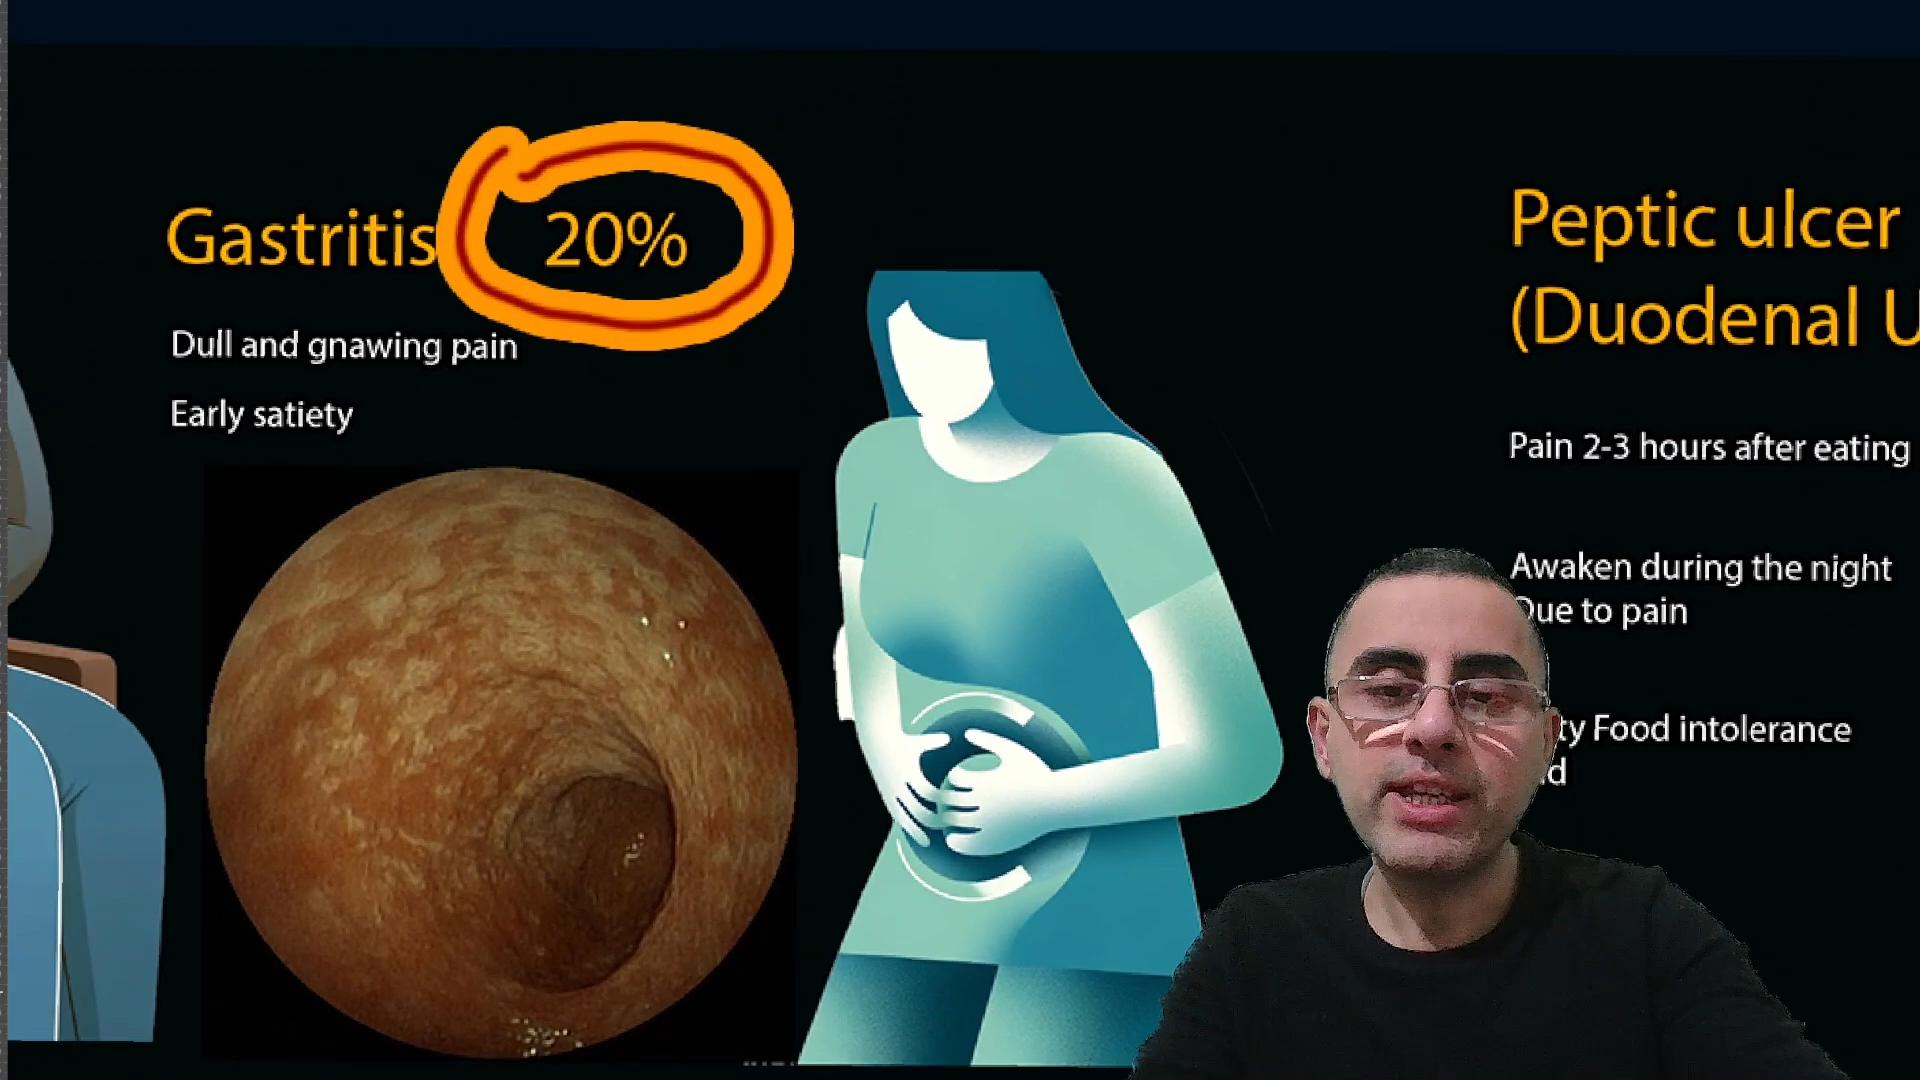 Gastritis 20%
Dull and gnawing pain
Early satiety
Peptic ulcer
(Duodenal U
Pain 2-3 hours after eating
Awaken during the night
Due to pain
Food intolerance